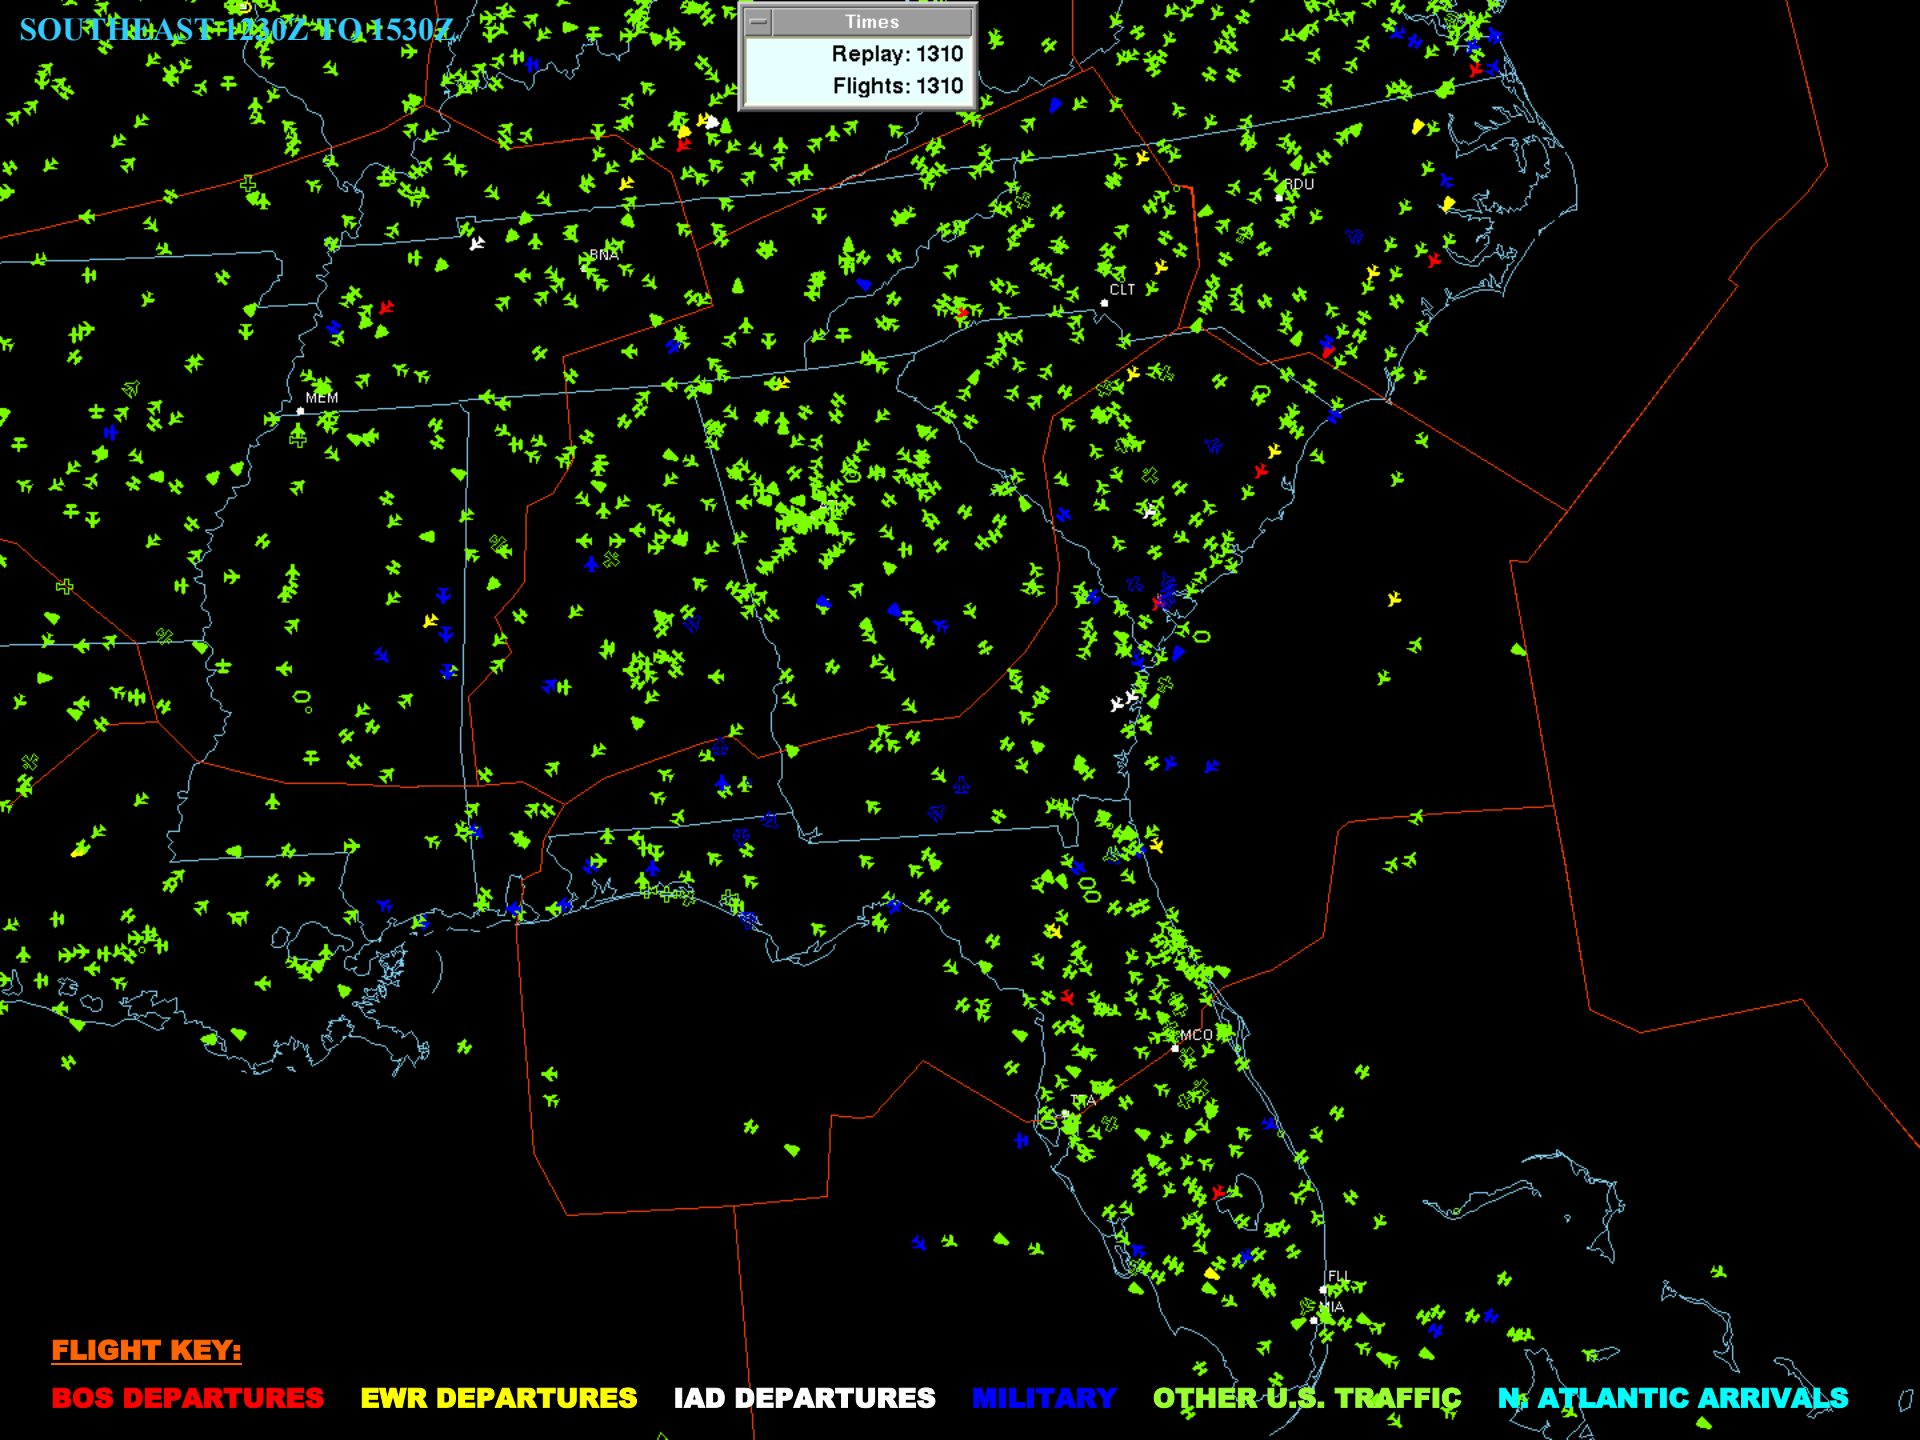 SOUTHEAST 1230Z TO 1530Z
Times
Replay: 1310
Flights: 1310
RDU
BNA
CLT
MEM
MCO
FLL
MIA
FLIGHT KEY:
BOS DEPARTURES EWR DEPARTURES IAD DEPARTURES MILITARY OTHER U.S. TRAFFIC N. ATLANTIC ARRIVALS